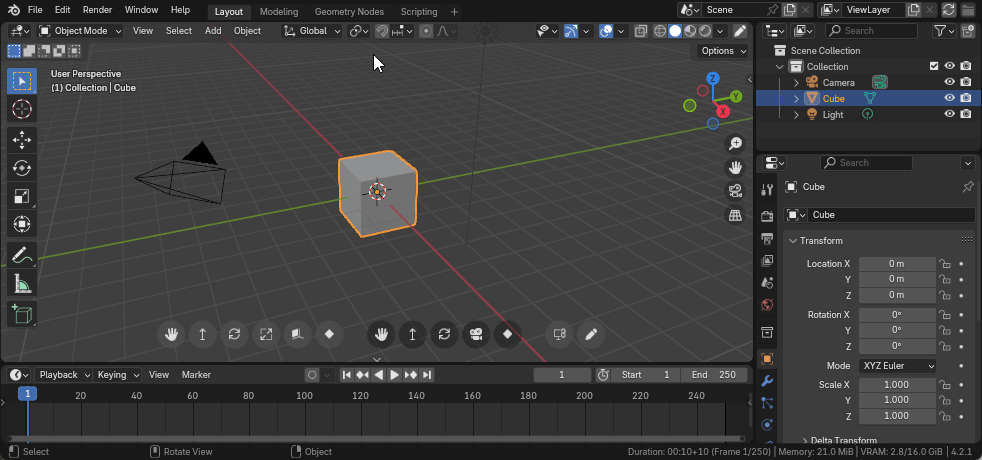 File Edit Render Window Help Layout Modeling Geometry Nodes Scripting + Scene ViewLayer
Object Mode View Select Add Object Global Search
Options
User Perspective
(1) Collection | Cube
Z
Y
X
Scene Collection
Collection
Camera
Cube
Light
Search
Cube
Cube
Transform
Location X 0 m
Y 0 m
Z 0 m
Rotation X 0°
Y 0°
Z 0°
Mode XYZ Euler
Scale X 1.000
Y 1.000
Z 1.000
Delta Transform
Playback Keying View Marker 1 Start 1 End 250
1 20 40 60 80 100 120 140 160 180 200 220 240
Select Rotate View Object Duration: 00:10+10 (Frame 1/250) | Memory: 21.0 MiB | VRAM: 2.8/16.0 GiB | 4.2.1